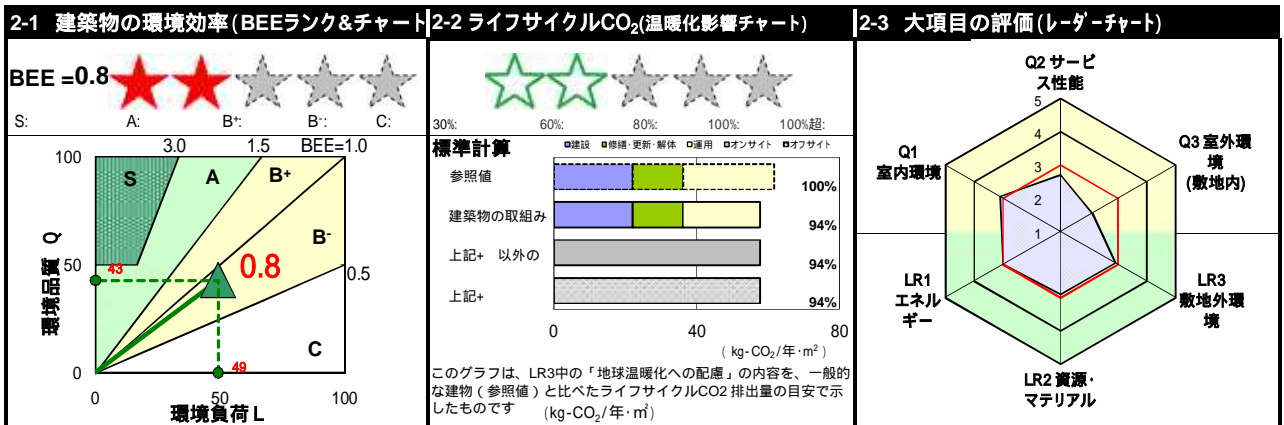 2-1 建築物の環境効率(BEEランク&チャート
BEE =0.8
S: A: B+: B-: C:
3.0 1.5 BEE=1.0
100
S A B+
B-
0.5
50
43
0.8
C
49
0
0 50 100
環境品質 Q
環境負荷 L
2-2 ライフサイクルCO2(温暖化影響チャート)
30%: 60%: 80%: 100%: 100%超:
標準計算
建設 修繕・更新・解体 運用 オンサイト オフサイト
参照値 100%
建築物の取組み 94%
上記+ 以外の 94%
上記+ 94%
0 40 80
( kg-CO2/年・m2 )
このグラフは、LR3中の「地球温暖化への配慮」の内容を、一般的
な建物(参照値)と比べたライフサイクルCO2 排出量の目安で示
したものです (kg-CO2/年・㎡)
2-3 大項目の評価(レーダーチャート)
Q2 サービ
ス性能
5
4
3
2
1
Q1
室内環境
Q3 室外環
境
(敷地内)
LR1
エネル
ギー
LR3
敷地外環
境
LR2 資源・
マテリアル